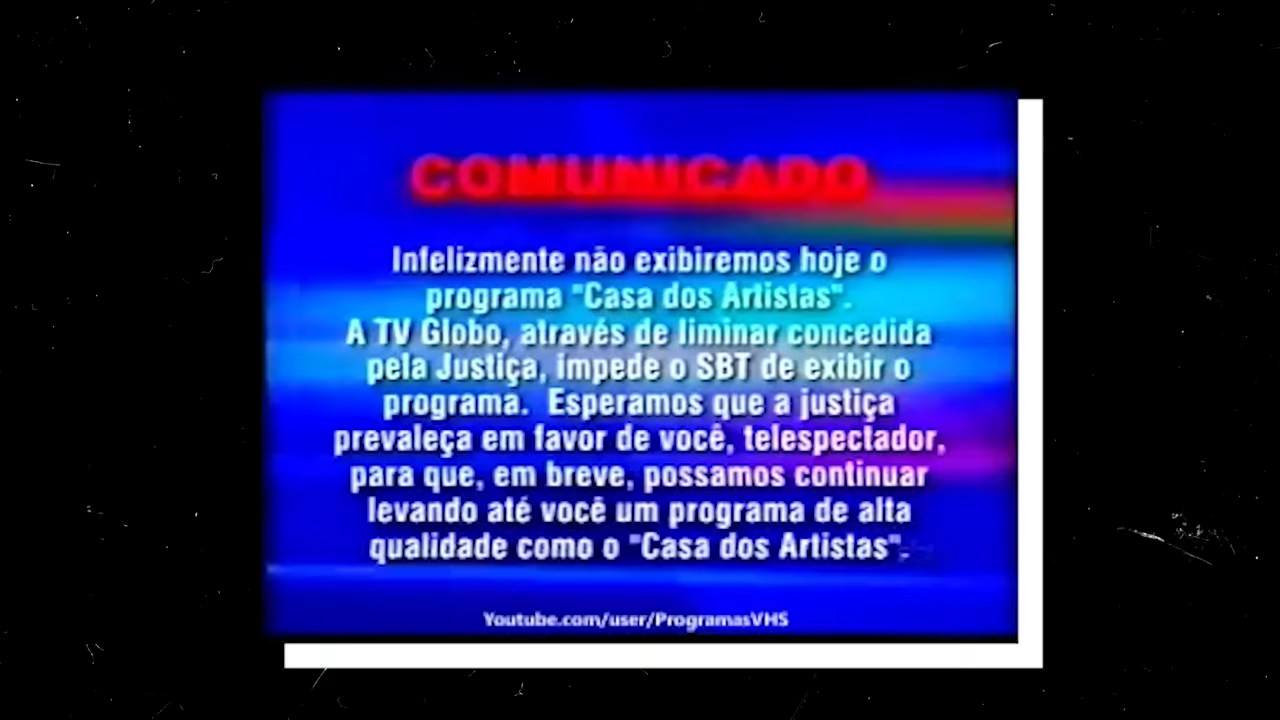 COMUNICADO
Infelizmente não exibiremos hoje o
programa "Casa dos Artistas".
A TV Globo, através de liminar concedida
pela Justiça, impede o SBT de exibir o
programa. Esperamos que a justiça
prevaleça em favor de você, telespectador,
para que, em breve, possamos continuar
levando até você um programa de alta
qualidade como o "Casa dos Artistas".
Youtube.com/user/ProgramasVHS